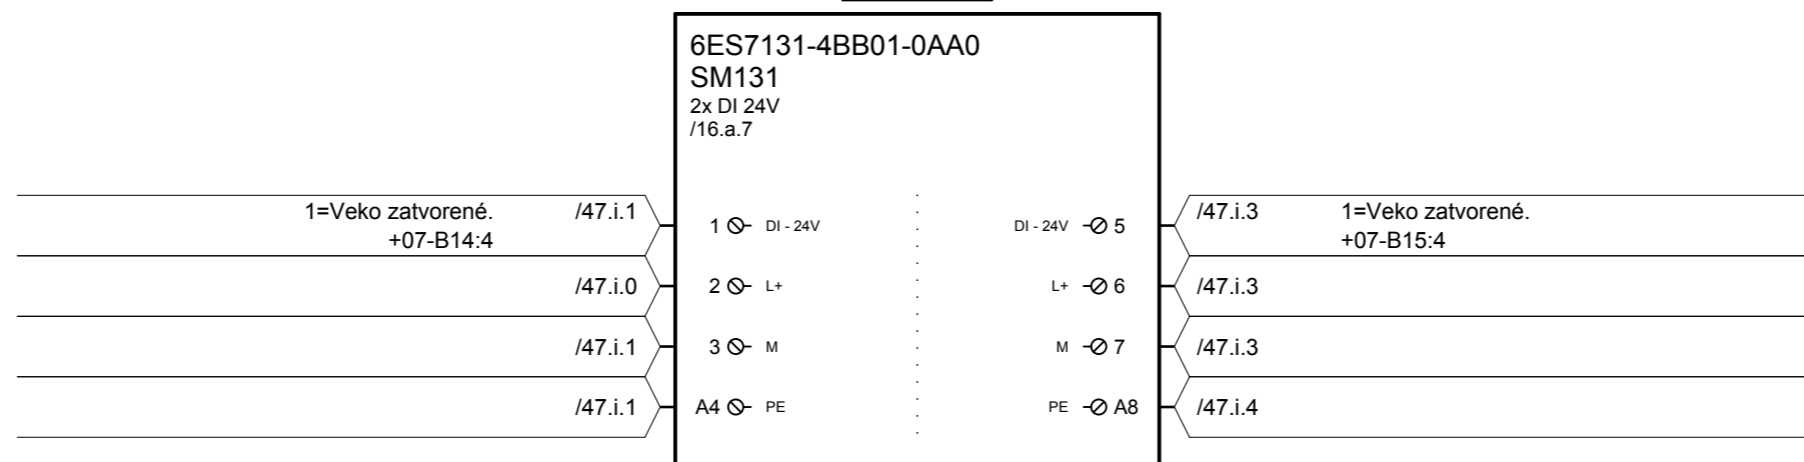 6ES7131-4BB01-0AA0
SM131
2x DI 24V
/16.a.7
1=Veko zatvorené. /47.i.1 1 DI - 24V DI - 24V 5 /47.i.3 1=Veko zatvorené.
+07-B14:4 +07-B15:4
/47.i.0 2 L+ L+ 6 /47.i.3
/47.i.1 3 M M 7 /47.i.3
/47.i.1 A4 PE PE A8 /47.i.4